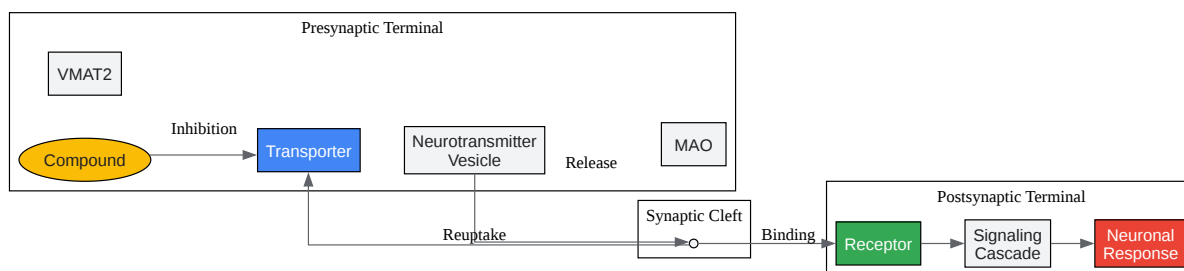 Presynaptic Terminal
VMAT2
Inhibition
Compound
Transporter
Neurotransmitter
Vesicle
Release
MAO
Reuptake
Synaptic Cleft
Binding
Postsynaptic Terminal
Receptor
Signaling
Cascade
Neuronal
Response